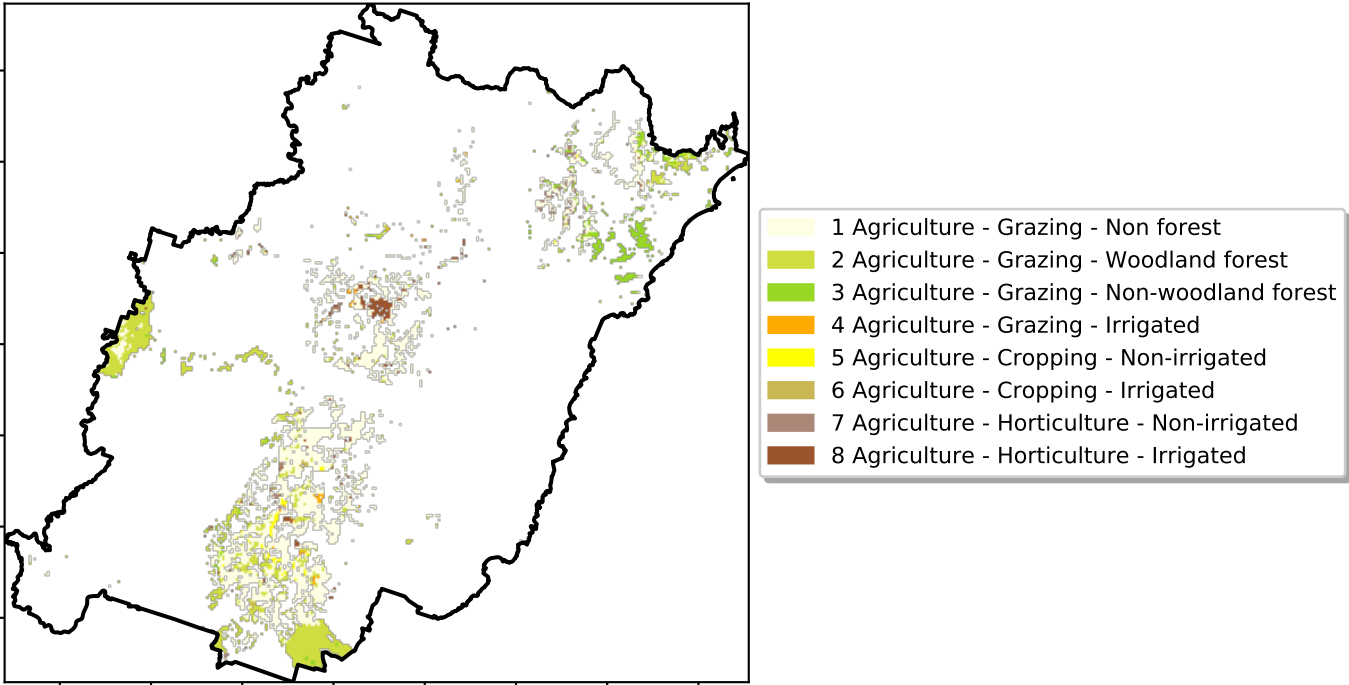 1 Agriculture - Grazing - Non forest
2 Agriculture - Grazing - Woodland forest
3 Agriculture - Grazing - Non-woodland forest
4 Agriculture - Grazing - Irrigated
5 Agriculture - Cropping - Non-irrigated
6 Agriculture - Cropping - Irrigated
7 Agriculture - Horticulture - Non-irrigated
8 Agriculture - Horticulture - Irrigated